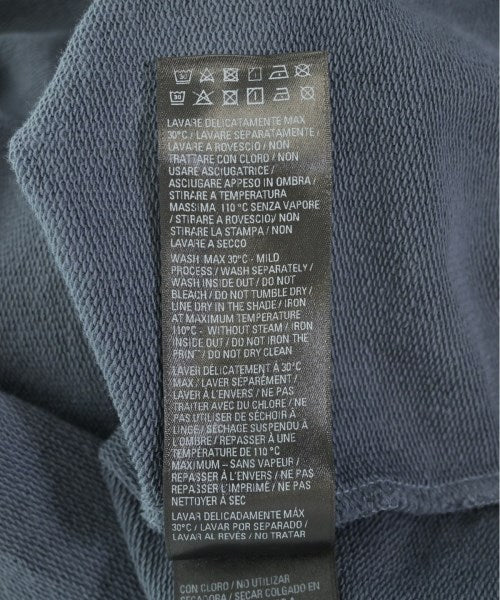 LAVARE DELICATAMENTE MAX
30°C / LAVARE SEPARATAMENTE /
LAVARE A ROVESCIO / NON
TRATTARE CON CLORO / NON
USARE ASCIUGATRICE /
ASCIUGARE APPESO IN OMBRA /
STIRARE A TEMPERATURA
MASSIMA 110°C SENZA VAPORE
/ STIRARE A ROVESCIO / NON
STIRARE LA STAMPA / NON
LAVARE A SECCO
WASH MAX 30°C - MILD
PROCESS / WASH SEPARATELY /
WASH INSIDE OUT / DO NOT
BLEACH / DO NOT TUMBLE DRY /
LINE DRY IN THE SHADE / IRON
AT MAXIMUM TEMPERATURE
110°C - WITHOUT STEAM / IRON
INSIDE OUT / DO NOT IRON THE
PRINT / DO NOT DRY CLEAN
LAVER DÉLICATEMENT À 30°C
MAX / LAVER SÉPARÉMENT /
LAVER À L'ENVERS / NE PAS
TRAITER AVEC DU CHLORE / NE
PAS UTILISER DE SÉCHOIR À
LINGE / SÉCHAGE SUSPENDU À
L'OMBRE / REPASSER À UNE
TEMPÉRATURE DE 110°C
MAXIMUM – SANS VAPEUR /
REPASSER À L'ENVERS / NE PAS
REPASSER L'IMPRIMÉ / NE PAS
NETTOYER À SEC
LAVAR DELICADAMENTE MÁX
30°C / LAVAR POR SEPARADO /
LAVAR AL REVÉS / NO TRATAR
CON CLORO / NO UTILIZAR
SECADORA / SECAR COLGADO EN